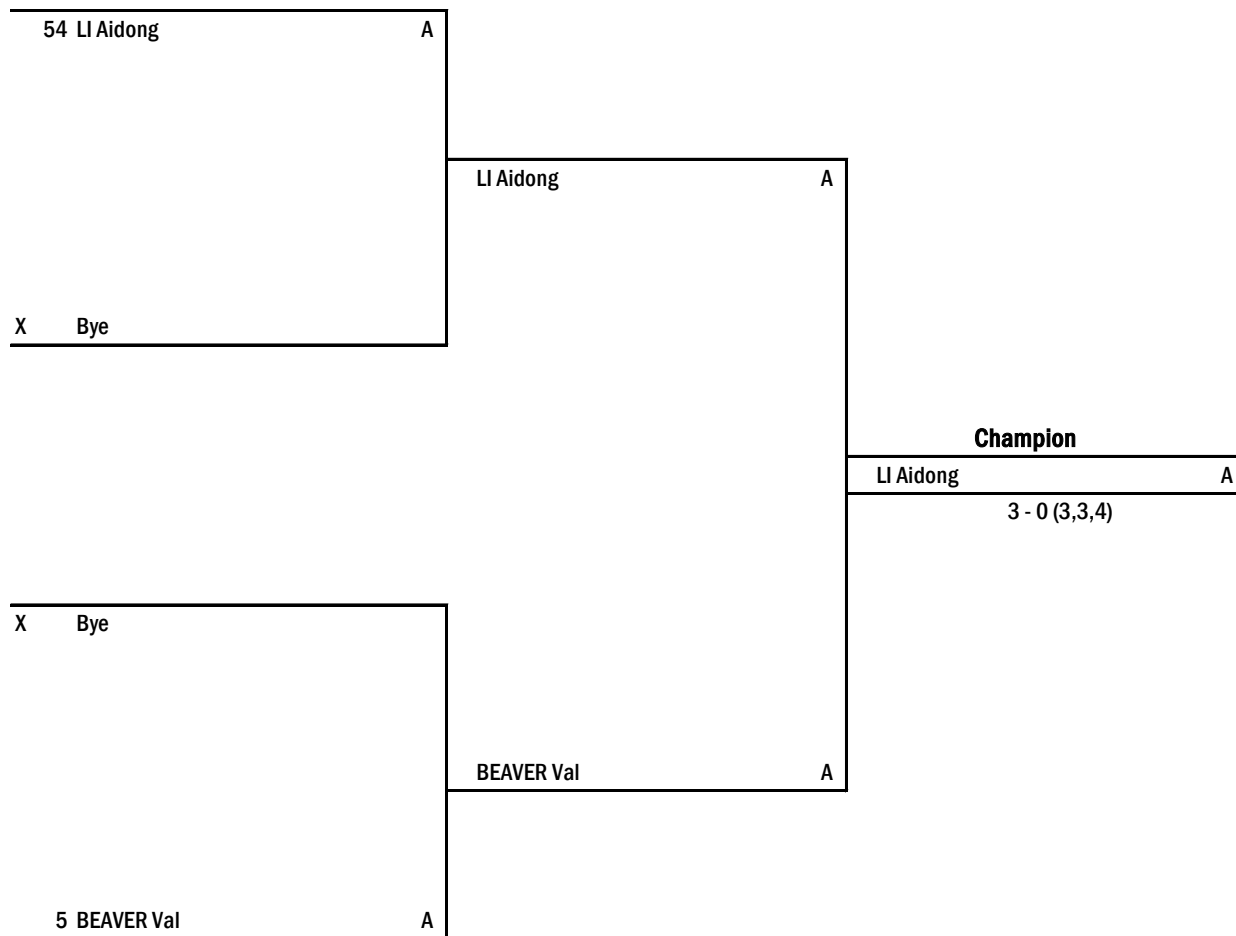 54 LI Aidong A
LI Aidong A
X Bye
Champion
LI Aidong A
3 - 0 (3,3,4)
X Bye
BEAVER Val A
5 BEAVER Val A